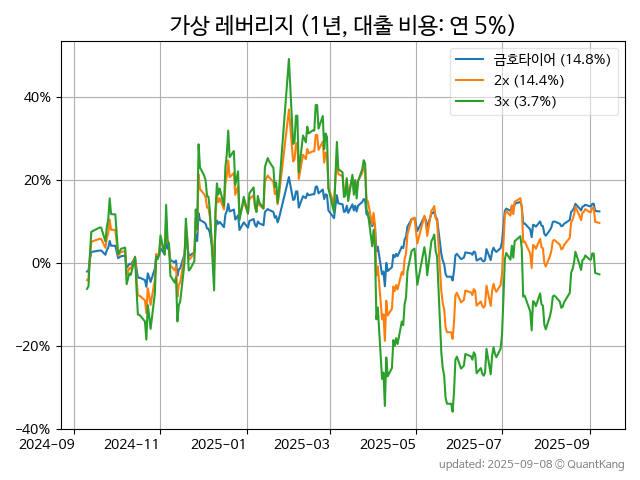 가상 레버리지 (1년, 대출 비용: 연 5%)
금호타이어 (14.8%)
2x (14.4%)
3x (3.7%)
40%
20%
0%
−20%
−40%
2024-09
2024-11
2025-01
2025-03
2025-05
2025-07
2025-09
updated: 2025-09-08 © QuantKang